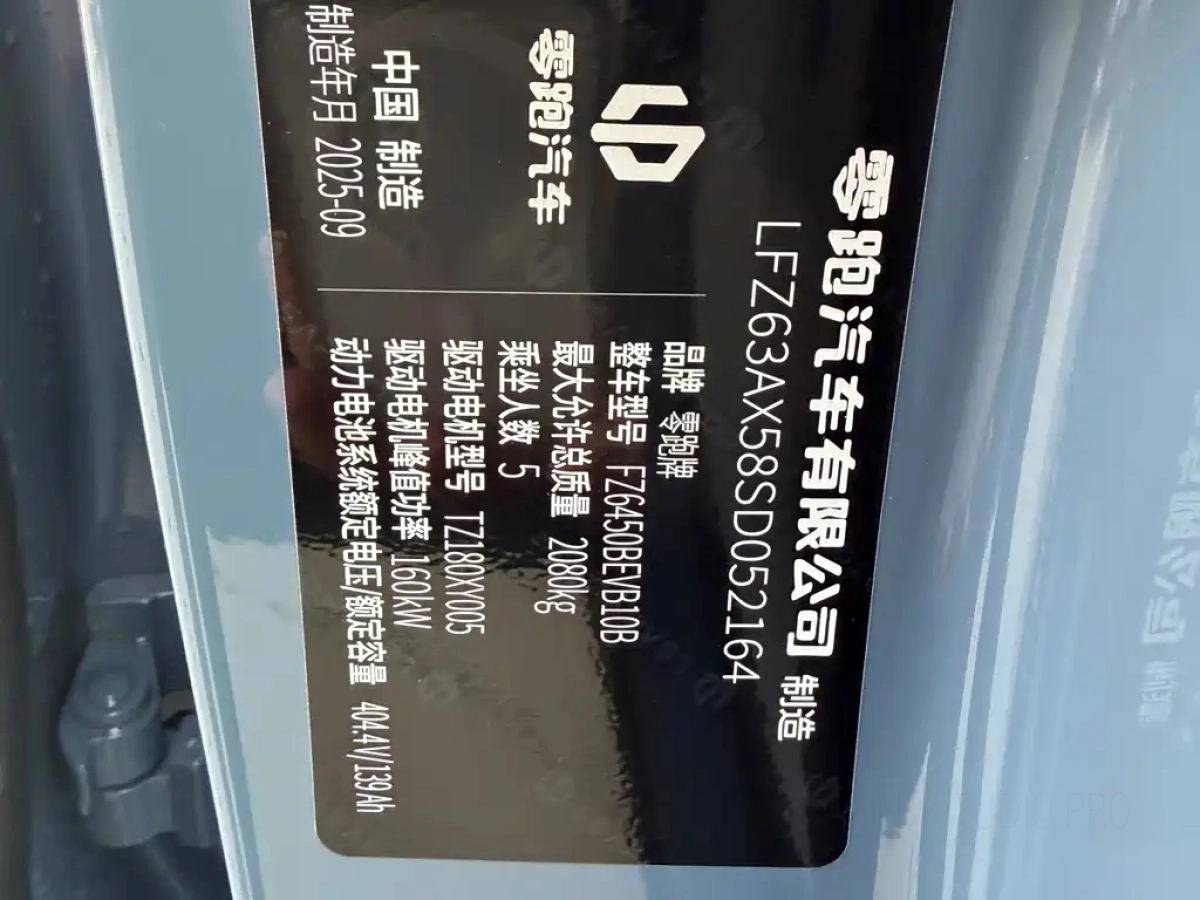 零跑汽车有限公司 制造
LFZ63AX58SD052164
零跑汽车
中国 制造
制造年月 2025-09
品牌 零跑牌
整车型号 FZ6450BEVB10B
最大允许总质量 2080kg
乘坐人数 5
驱动电机型号 TZ180XY005
驱动电机峰值功率 160kW
动力电池系统额定电压/额定容量 404.4V/139Ah